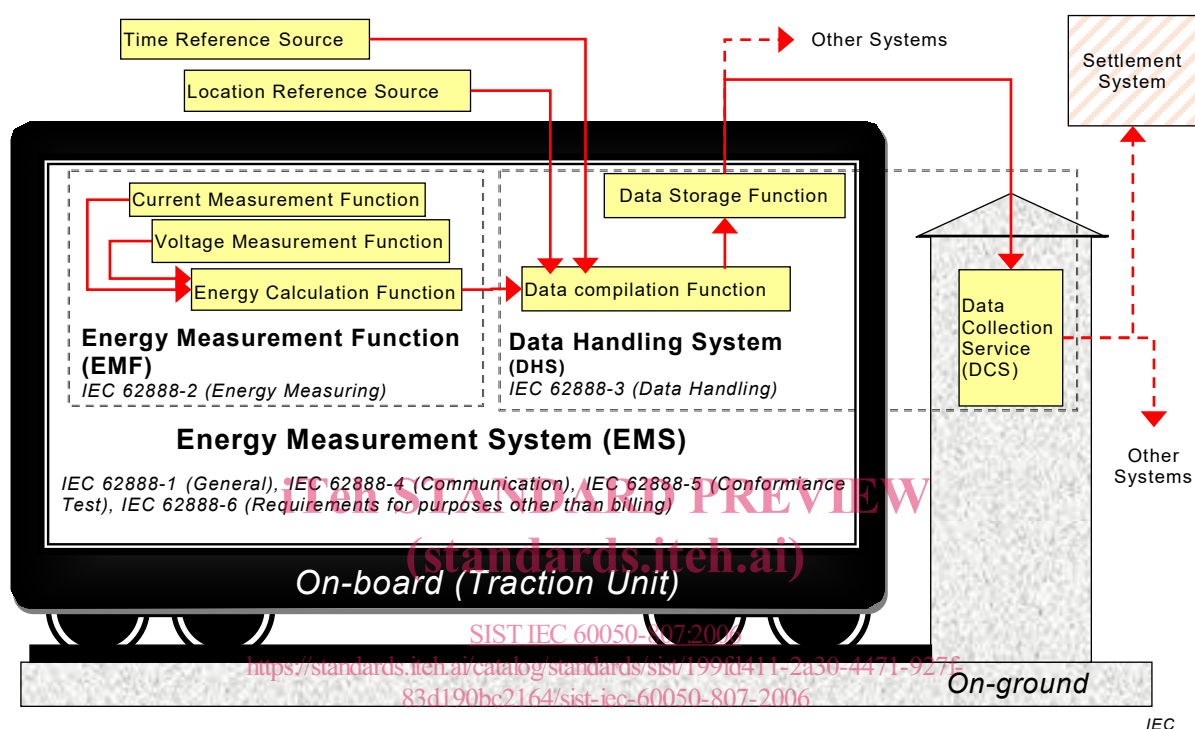 Time Reference Source
Other Systems
Location Reference Source
Settlement
System
Current Measurement Function
Data Storage Function
Voltage Measurement Function
Energy Calculation Function
Data compilation Function
Data
Collection
Service
(DCS)
Energy Measurement Function
(EMF)
IEC 62888-2 (Energy Measuring)
Data Handling System
(DHS)
IEC 62888-3 (Data Handling)
Energy Measurement System (EMS)
Other
Systems
IEC 62888-1 (General), IEC 62888-4 (Communication), IEC 62888-5 (Conformiance
Test), IEC 62888-6 (Requirements for purposes other than billing)
iTeh STANDARD PREVIEW
(standards.iteh.ai)
On-board (Traction Unit)
SIST IEC 60050-807:2006
https://standards.iteh.ai/catalog/standards/sist/199fd411-2a30-4471-927f-
83d190bc2164/sist-iec-60050-807-2006
On-ground
IEC